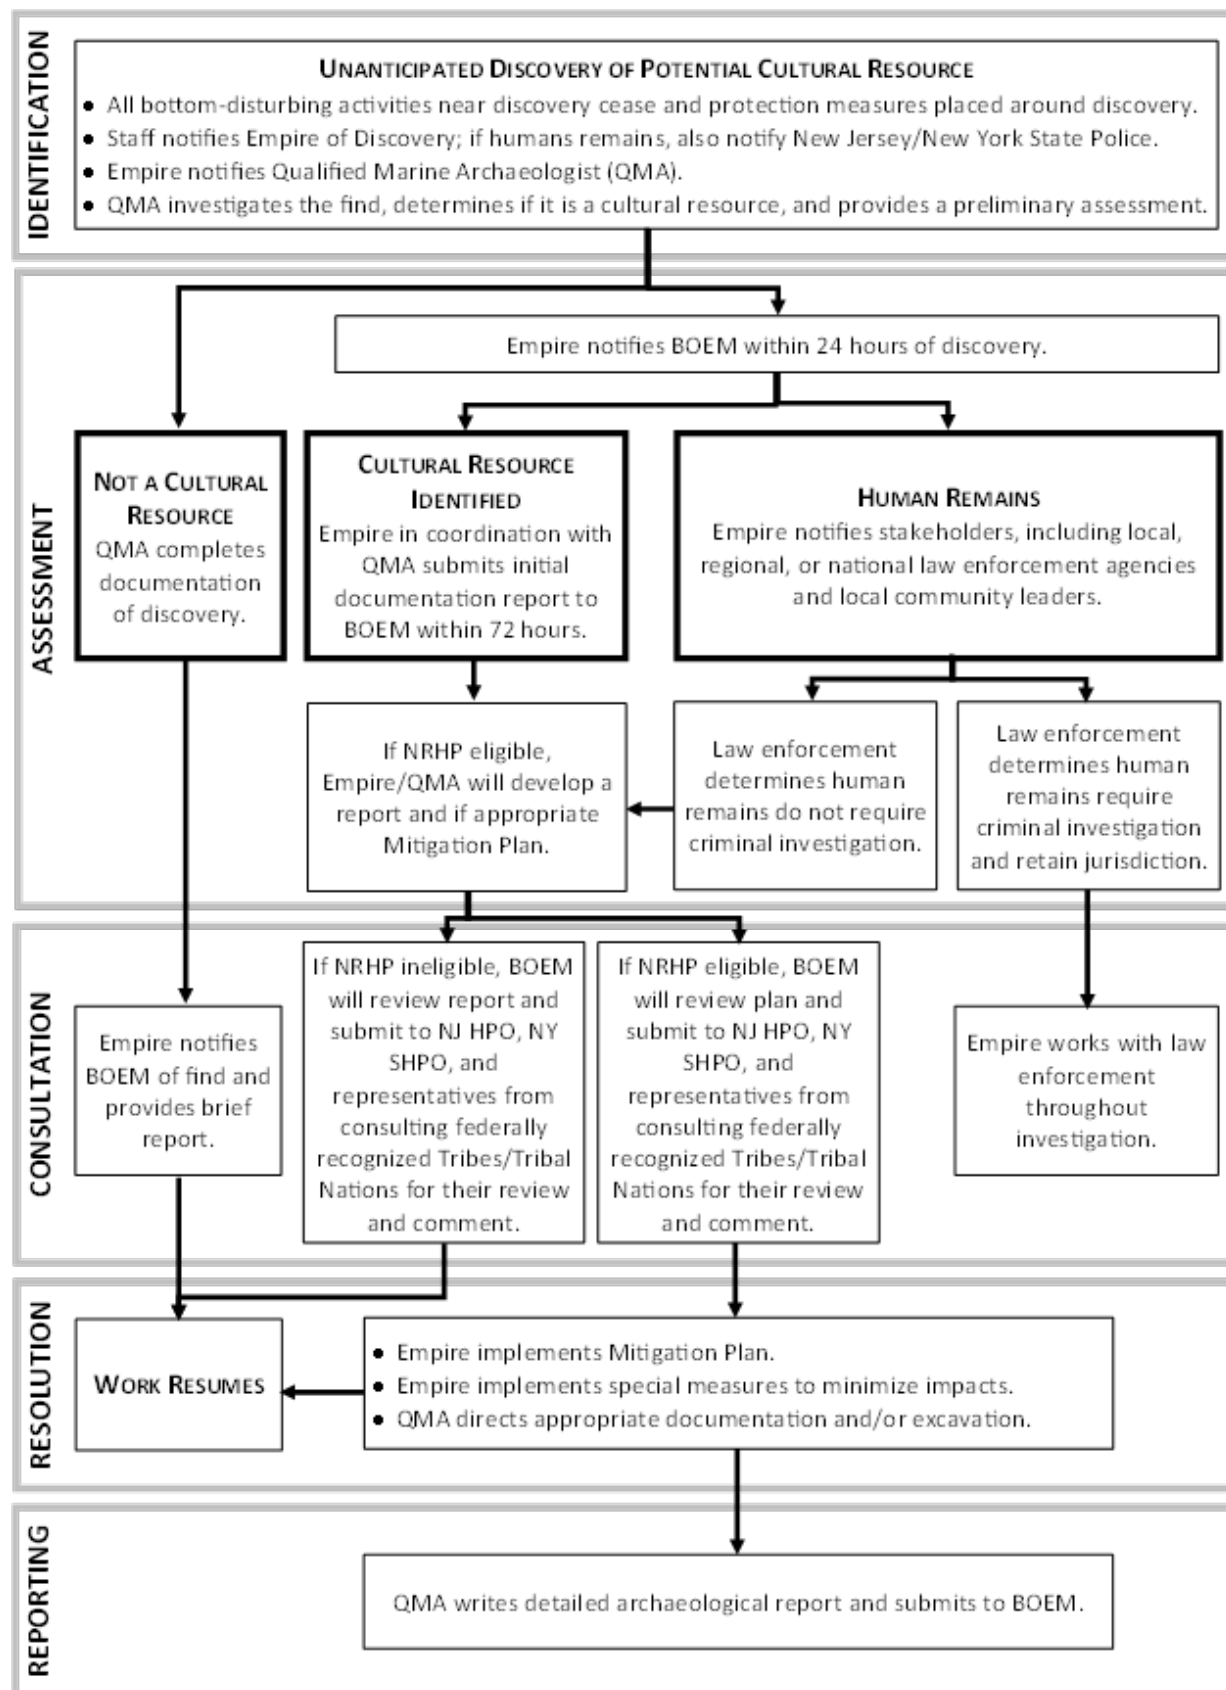 IDENTIFICATION
UNANTICIPATED DISCOVERY OF POTENTIAL CULTURAL RESOURCE
• All bottom-disturbing activities near discovery cease and protection measures placed around discovery.
• Staff notifies Empire of Discovery; if humans remains, also notify New Jersey/New York State Police.
• Empire notifies Qualified Marine Archaeologist (QMA).
• QMA investigates the find, determines if it is a cultural resource, and provides a preliminary assessment.
ASSESSMENT
Empire notifies BOEM within 24 hours of discovery.
NOT A CULTURAL
RESOURCE
QMA completes
documentation
of discovery.
CULTURAL RESOURCE
IDENTIFIED
Empire in coordination with
QMA submits initial
documentation report to
BOEM within 72 hours.
HUMAN REMAINS
Empire notifies stakeholders, including local,
regional, or national law enforcement agencies
and local community leaders.
If NRHP eligible,
Empire/QMA will develop a
report and if appropriate
Mitigation Plan.
Law enforcement
determines human
remains do not require
criminal investigation.
Law enforcement
determines human
remains require
criminal investigation
and retain jurisdiction.
CONSULTATION
Empire notifies
BOEM of find and
provides brief
report.
If NRHP ineligible, BOEM
will review report and
submit to NJ HPO, NY
SHPO, and
representatives from
consulting federally
recognized Tribes/Tribal
Nations for their review
and comment.
If NRHP eligible, BOEM
will review plan and
submit to NJ HPO, NY
SHPO, and
representatives from
consulting federally
recognized Tribes/Tribal
Nations for their review
and comment.
Empire works with law
enforcement
throughout
investigation.
RESOLUTION
WORK RESUMES
• Empire implements Mitigation Plan.
• Empire implements special measures to minimize impacts.
• QMA directs appropriate documentation and/or excavation.
REPORTING
QMA writes detailed archaeological report and submits to BOEM.